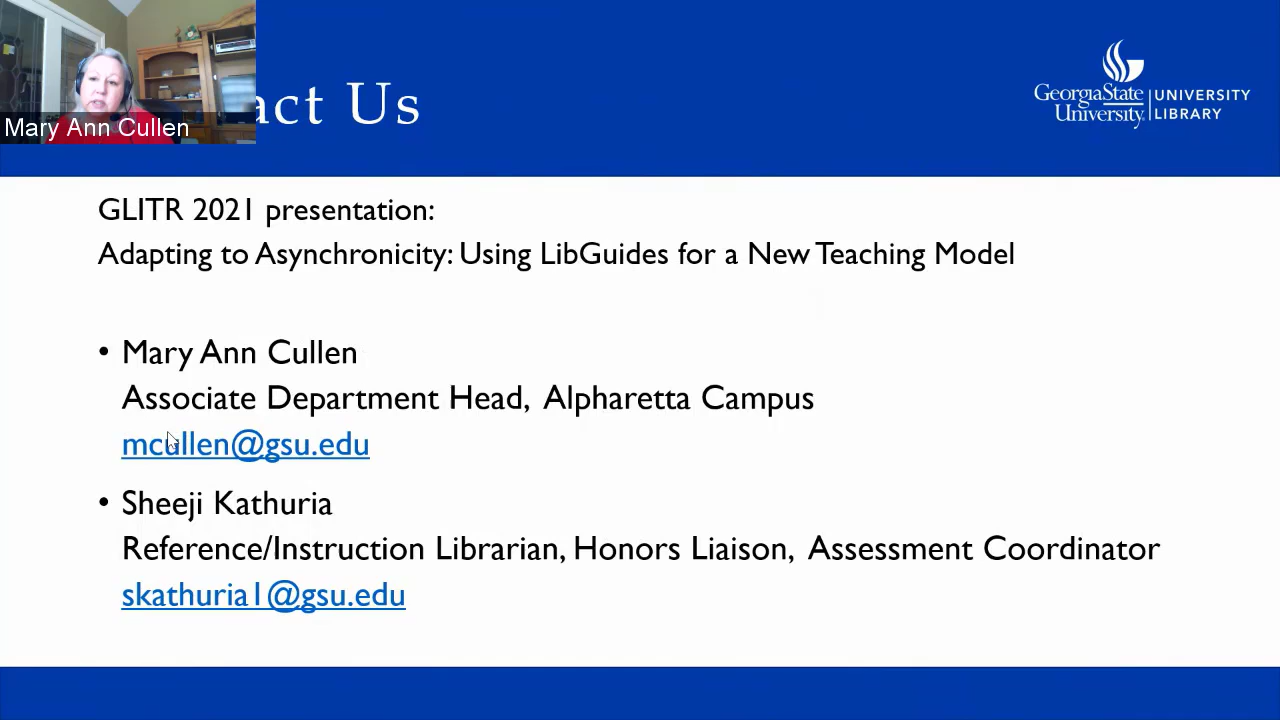 Mary Ann Cullen
act Us
GeorgiaState
University
UNIVERSITY
LIBRARY
GLITR 2021 presentation:
Adapting to Asynchronicity: Using LibGuides for a New Teaching Model
• Mary Ann Cullen
Associate Department Head, Alpharetta Campus
mcullen@gsu.edu
• Sheeji Kathuria
Reference/Instruction Librarian, Honors Liaison, Assessment Coordinator
skathuria1@gsu.edu